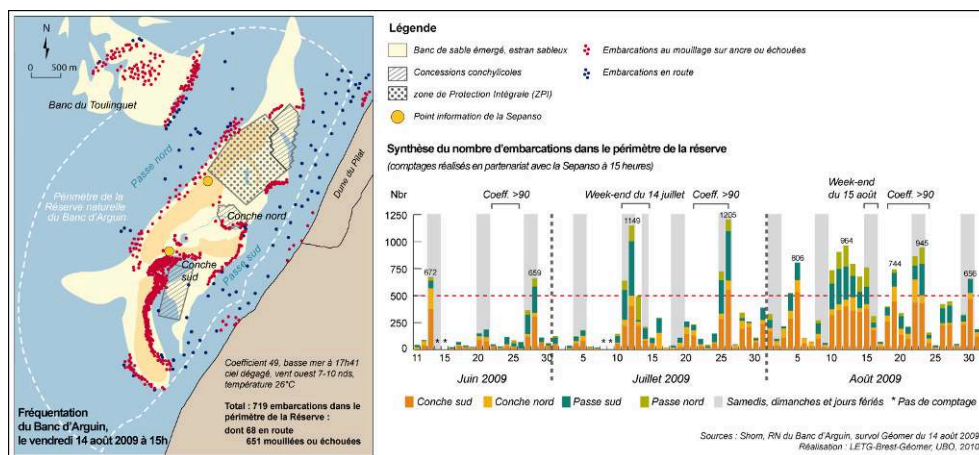 N
0 500 m
Banc du Toulinguet
Passe nord
Périmètre de la
Réserve naturelle
du Banc d'Arguin
Dune du Pilat
Conche nord
Conche
sud
Passe sud
Coefficient 49, basse mer à 17h41
ciel dégagé, vent ouest 7-10 nds,
température 26°C
Total : 719 embarcations dans le
périmètre de la Réserve :
dont 68 en route
651 mouillées ou échouées
Fréquentation
du Banc d'Arguin,
le vendredi 14 août 2009 à 15h
Légende
Banc de sable émergé, estran sableux
Concessions conchylicoles
zone de Protection Intégrale (ZPI)
Point information de la Sepanso
Embarcations au mouillage sur ancre ou échouées
Embarcations en route
Synthèse du nombre d'embarcations dans le périmètre de la réserve
(comptages réalisés en partenariat avec la Sepanso à 15 heures)
Nbr
Coeff. >90
Week-end du 14 juillet
Coeff. >90
Week-end
du 15 août
Coeff. >90
1250
1000
750
500
250
0
672
659
1149
1205
806
964
744
945
656
* *
* *
11 15 20 25 30
5 10 15 20 25 30
5 10 15 20 25 30
Juin 2009
Juillet 2009
Août 2009
Conche sud
Conche nord
Passe sud
Passe nord
Samedis, dimanches et jours fériés
* Pas de comptage
Sources : Shom, RN du Banc d'Arguin, survol Géomer du 14 août 2009
Réalisation : LETG-Brest-Géomer, UBO, 2010